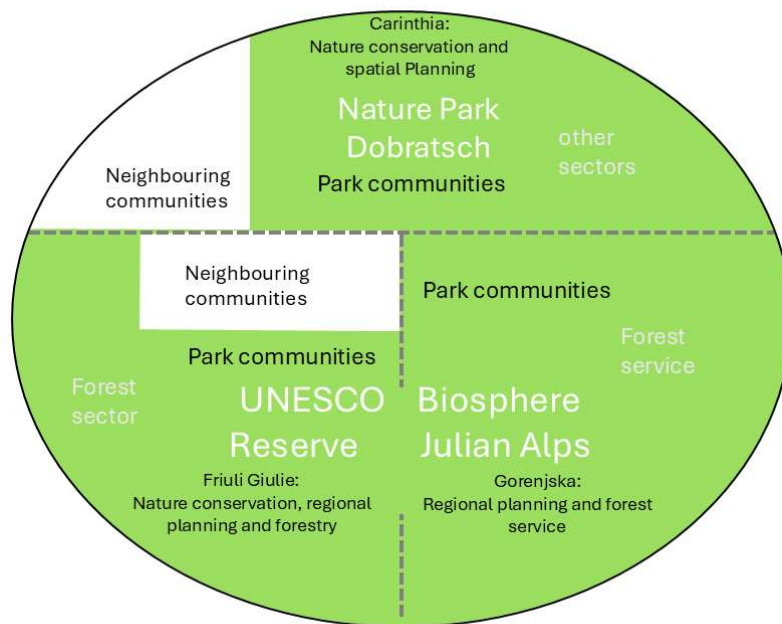 Carinthia:
Nature conservation and
spatial Planning
Nature Park
Dobratsch
other
sectors
Park communities
Neighbouring
communities
Neighbouring
communities
Park communities
Park communities
Forest
service
Forest
sector
UNESCO Biosphere
Reserve Julian Alps
Friuli Giulie:
Nature conservation, regional
planning and forestry
Gorenjska:
Regional planning and forest
service